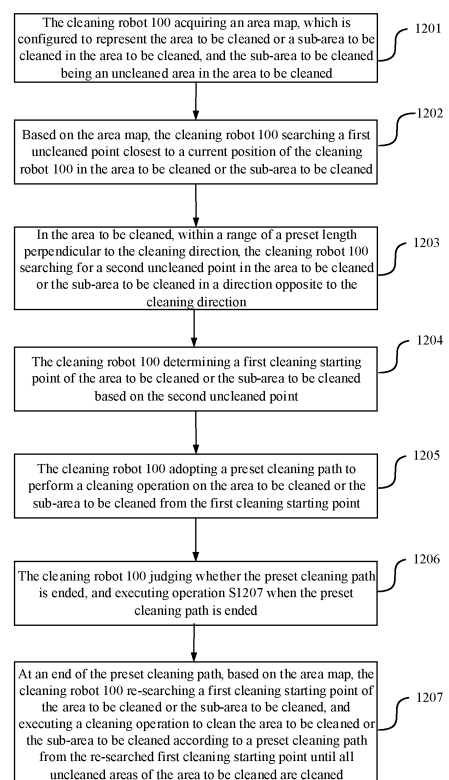 The cleaning robot 100 acquiring an area map, which is
configured to represent the area to be cleaned or a sub-area to be
cleaned in the area to be cleaned, and the sub-area to be cleaned
being an uncleaned area in the area to be cleaned
1201
Based on the area map, the cleaning robot 100 searching a first
uncleaned point closest to a current position of the cleaning
robot 100 in the area to be cleaned or the sub-area to be cleaned
1202
In the area to be cleaned, within a range of a preset length
perpendicular to the cleaning direction, the cleaning robot 100
searching for a second uncleaned point in the area to be cleaned
or the sub-area to be cleaned in a direction opposite to the
cleaning direction
1203
The cleaning robot 100 determining a first cleaning starting
point of the area to be cleaned or the sub-area to be cleaned
based on the second uncleaned point
1204
The cleaning robot 100 adopting a preset cleaning path to
perform a cleaning operation on the area to be cleaned or the
sub-area to be cleaned from the first cleaning starting point
1205
The cleaning robot 100 judging whether the preset cleaning path
is ended, and executing operation S1207 when the preset
cleaning path is ended
1206
At an end of the preset cleaning path, based on the area map, the
cleaning robot 100 re-searching a first cleaning starting point of
the area to be cleaned or the sub-area to be cleaned, and
executing a cleaning operation to clean the area to be cleaned or
the sub-area to be cleaned according to a preset cleaning path
from the re-searched first cleaning starting point until all
uncleaned areas of the area to be cleaned are cleaned
1207